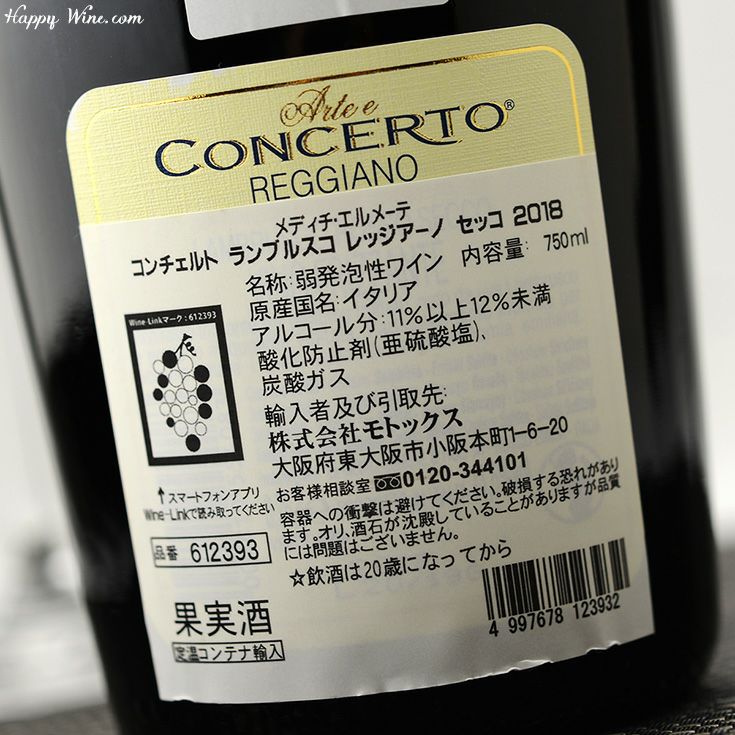 Happy Wine.com
Arte e
CONCERTO®
REGGIANO
メディチ・エルメーテ
コンチェルト ランブルスコ レッジアーノ セッコ 2018
名称:弱発泡性ワイン 内容量: 750ml
原産国名:イタリア
アルコール分:11%以上12%未満
酸化防止剤(亜硫酸塩)、
炭酸ガス
輸入者及び引取先:
株式会社モトックス
大阪府東大阪市小阪本町1-6-20
お客様相談室 0120-344101
Wine-Linkマーク:612393
↑スマートフォンアプリ
Wine-Linkで読み取ってください
容器への衝撃は避けてください。破損する恐れがあり
ます。オリ、酒石が沈殿していることがありますが品質
には問題はございません。
品番 612393
☆飲酒は20歳になってから
果実酒
定温コンテナ輸入
4 997678 123932